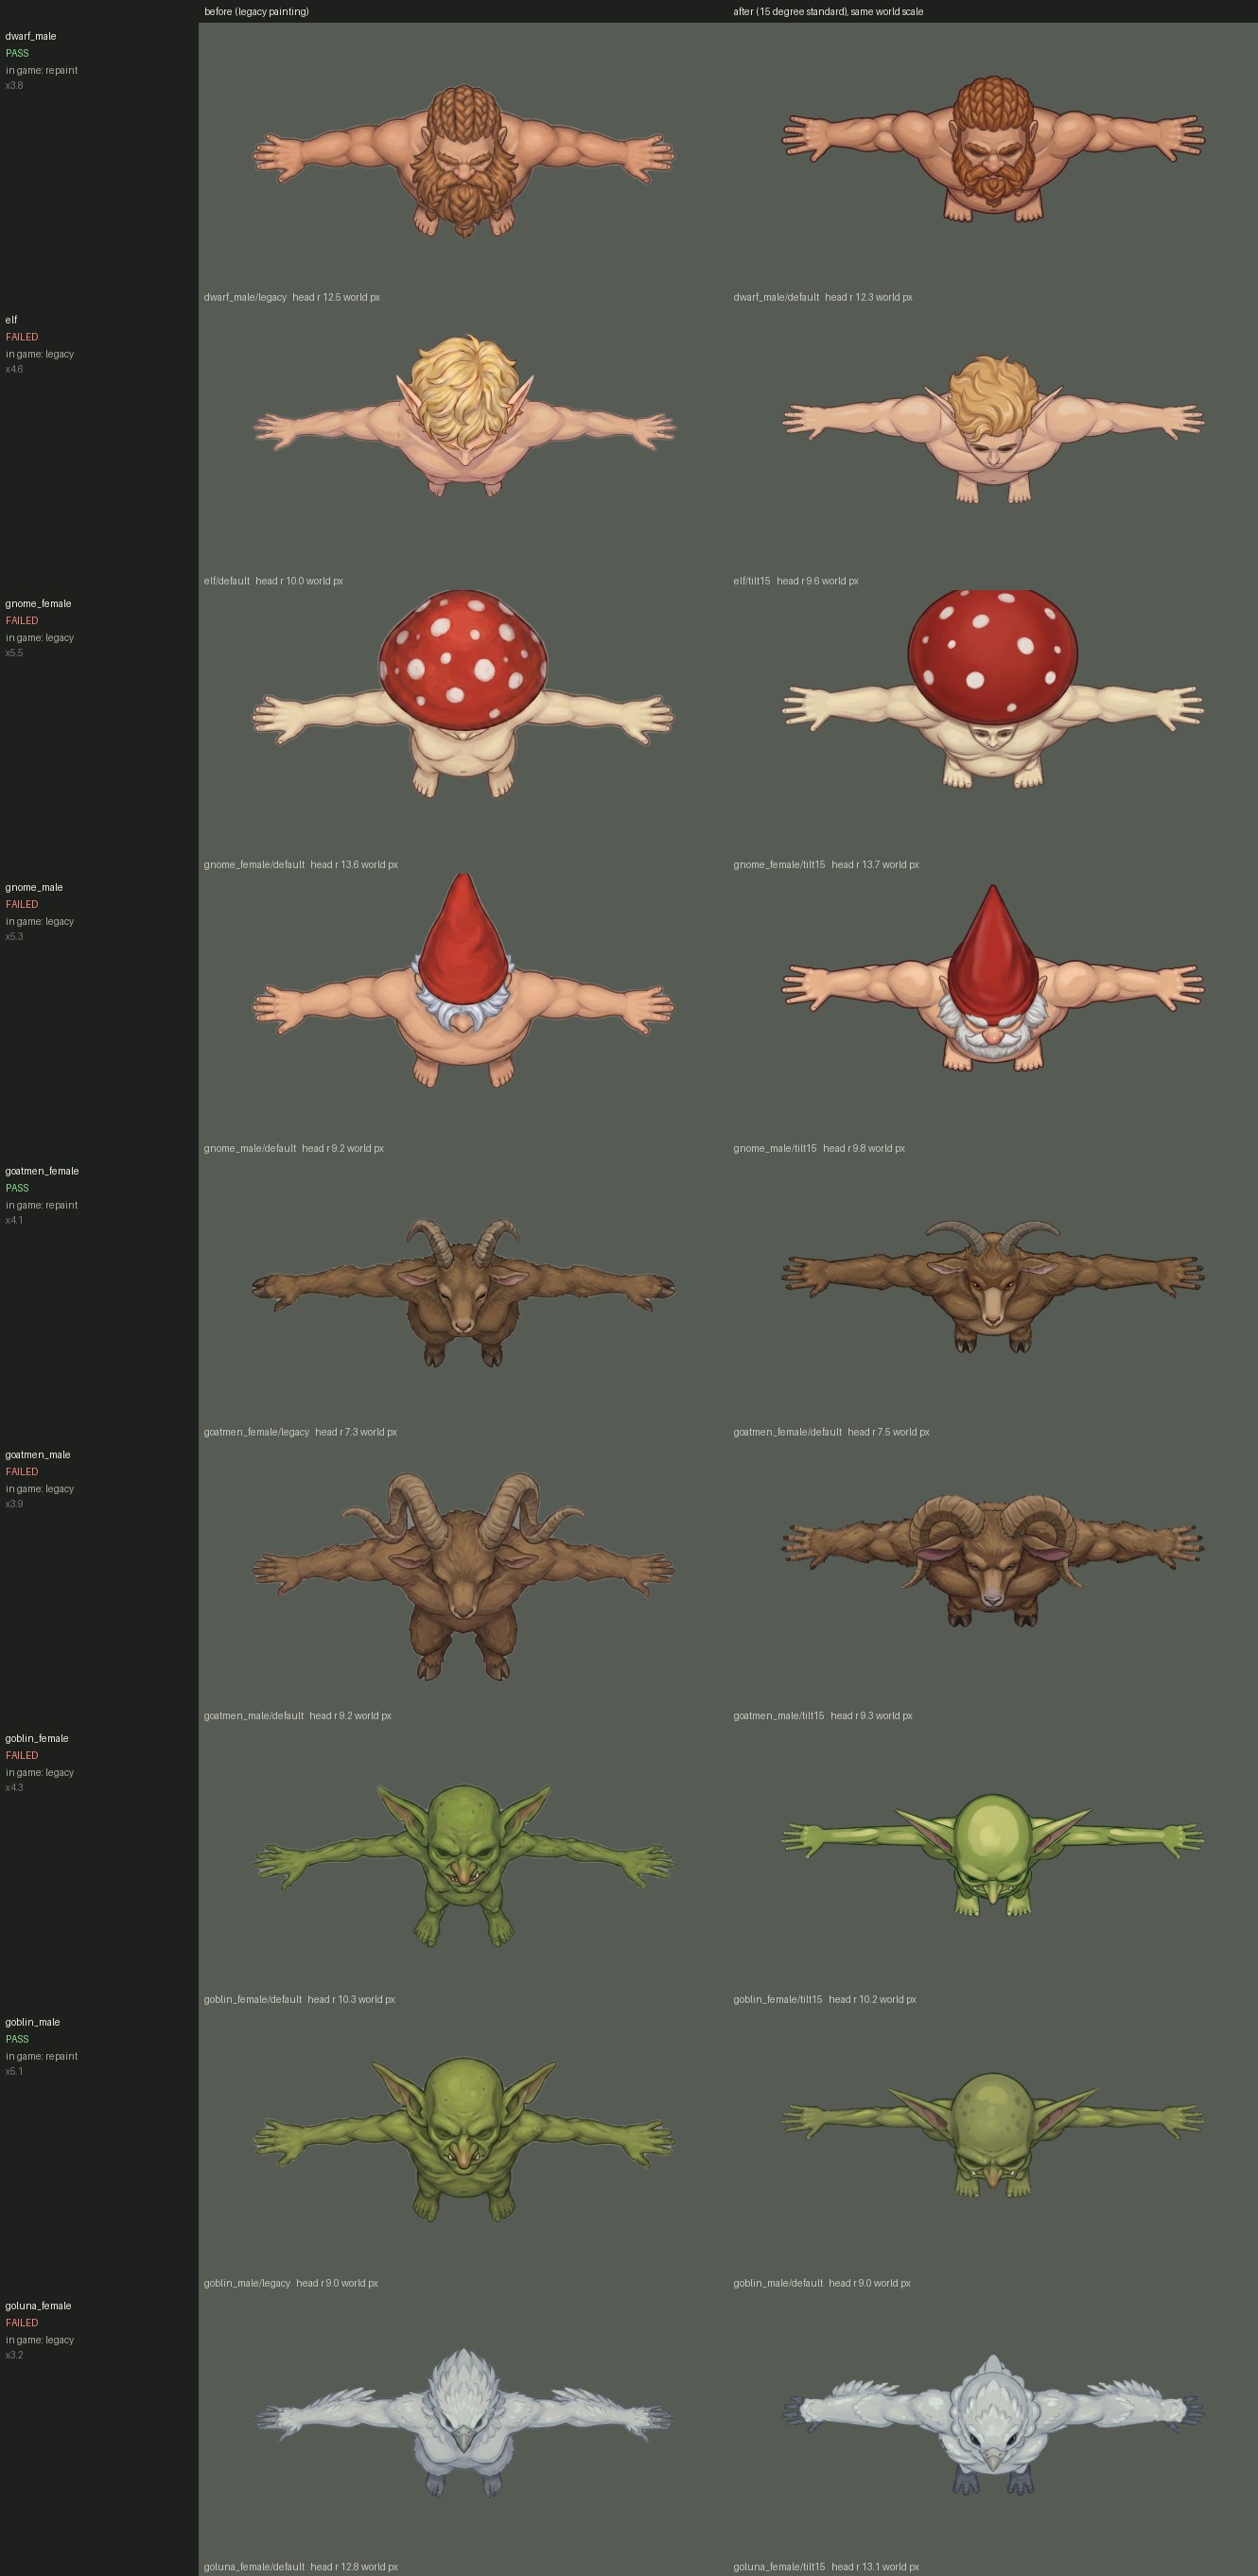 before (legacy painting)
after (15 degree standard), same world scale
dwarf_male
PASS
in game: repaint
x3.8
dwarf_male/legacy head r 12.5 world px
dwarf_male/default head r 12.3 world px
elf
FAILED
in game: legacy
x4.6
elf/default head r 10.0 world px
elf/tilt15 head r 9.6 world px
gnome_female
FAILED
in game: legacy
x5.5
gnome_female/default head r 13.6 world px
gnome_female/tilt15 head r 13.7 world px
gnome_male
FAILED
in game: legacy
x5.3
gnome_male/default head r 9.2 world px
gnome_male/tilt15 head r 9.8 world px
goatmen_female
PASS
in game: repaint
x4.1
goatmen_female/legacy head r 7.3 world px
goatmen_female/default head r 7.5 world px
goatmen_male
FAILED
in game: legacy
x3.9
goatmen_male/default head r 9.2 world px
goatmen_male/tilt15 head r 9.3 world px
goblin_female
FAILED
in game: legacy
x4.3
goblin_female/default head r 10.3 world px
goblin_female/tilt15 head r 10.2 world px
goblin_male
PASS
in game: repaint
x5.1
goblin_male/legacy head r 9.0 world px
goblin_male/default head r 9.0 world px
goluna_female
FAILED
in game: legacy
x3.2
goluna_female/default head r 12.8 world px
goluna_female/tilt15 head r 13.1 world px